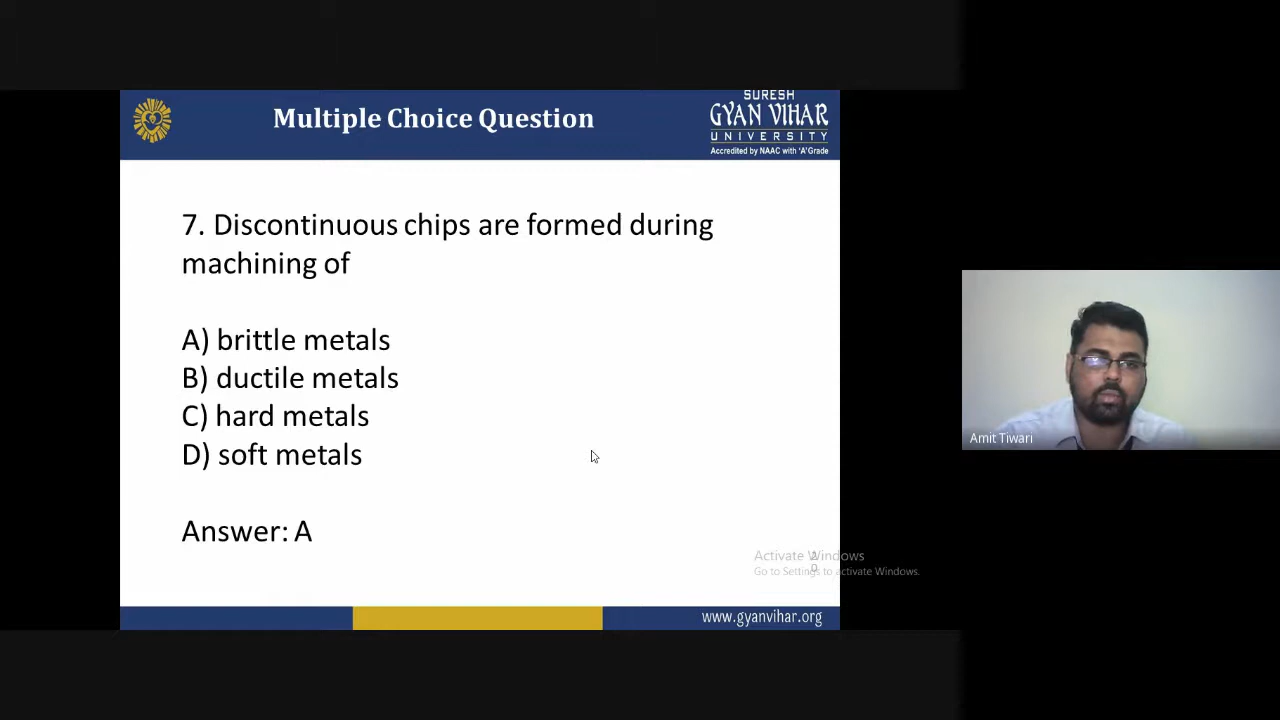 Multiple Choice Question
SURESH
GYAN VIHAR
UNIVERSITY
Accredited by NAAC with 'A' Grade
7. Discontinuous chips are formed during
machining of
A) brittle metals
B) ductile metals
C) hard metals
D) soft metals
Answer: A
Amit Tiwari
Activate Windows
Go to Settings to activate Windows.
2
0
www.gyanvihar.org